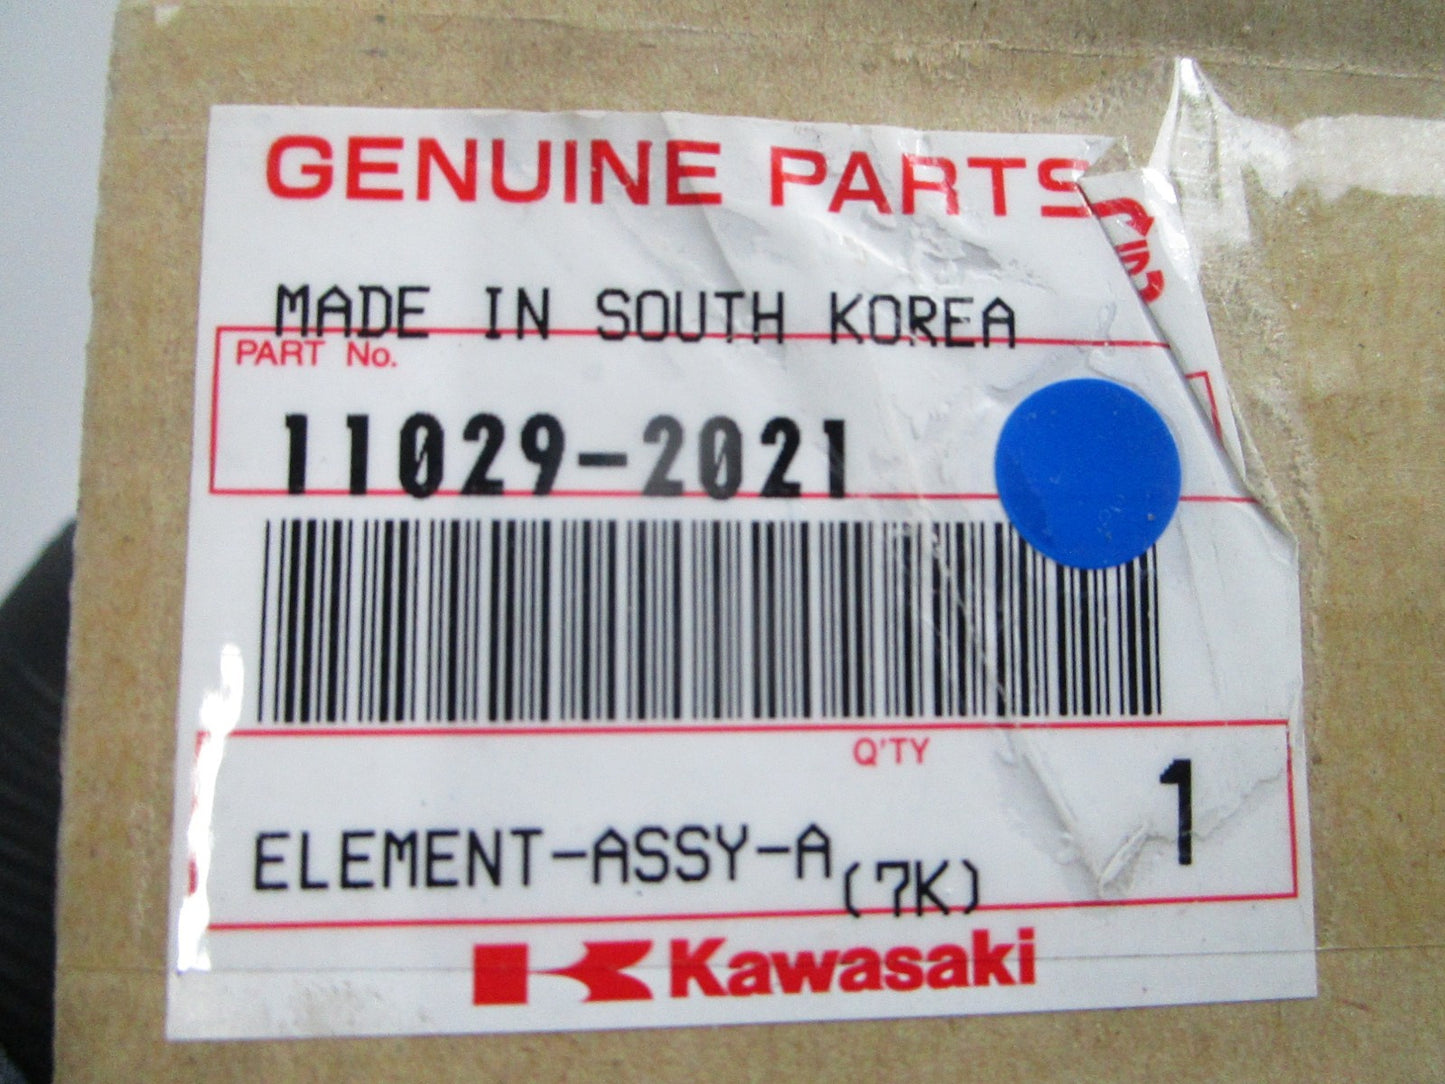 GENUINE PARTS
MADE IN SOUTH KOREA
PART No.
11029-2021
Q'TY
1
ELEMENT-ASSY-A(7K)
Kawasaki